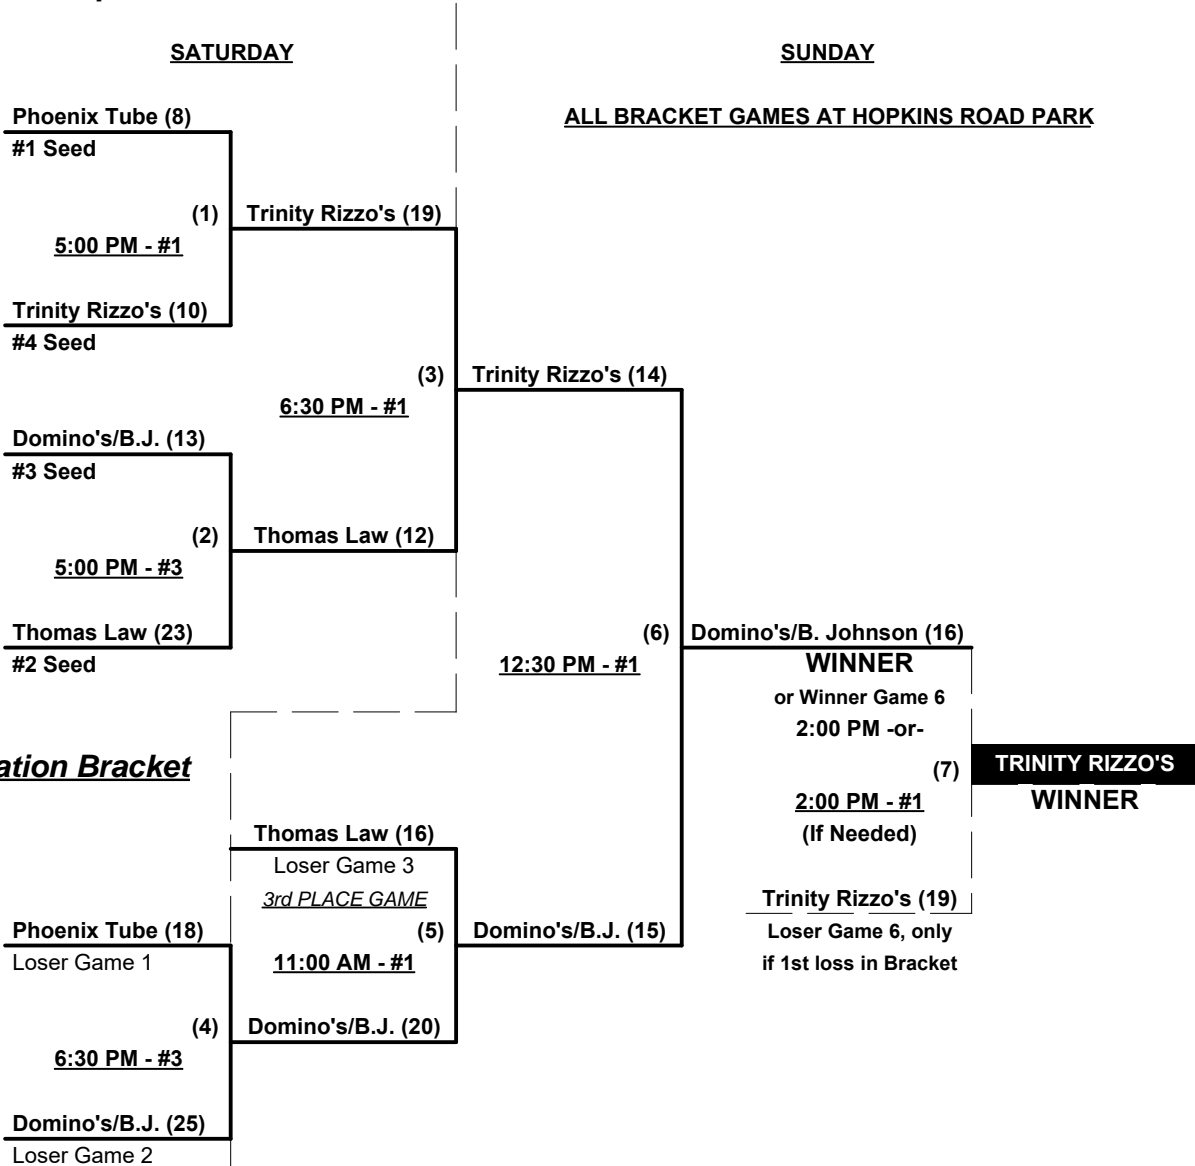 SATURDAY
SUNDAY
Phoenix Tube (8)
ALL BRACKET GAMES AT HOPKINS ROAD PARK
#1 Seed
(1)
Trinity Rizzo's (19)
5:00 PM - #1
Trinity Rizzo's (10)
#4 Seed
(3)
Trinity Rizzo's (14)
6:30 PM - #1
Domino's/B.J. (13)
#3 Seed
(2)
Thomas Law (12)
5:00 PM - #3
Thomas Law (23)
#2 Seed
(6)
Domino's/B. Johnson (16)
12:30 PM - #1
WINNER
or Winner Game 6
2:00 PM -or-
ation Bracket
(7)
TRINITY RIZZO'S
2:00 PM - #1
WINNER
(If Needed)
Thomas Law (16)
Loser Game 3
3rd PLACE GAME
Trinity Rizzo's (19)
Phoenix Tube (18)
(5)
Domino's/B.J. (15)
Loser Game 6, only
Loser Game 1
11:00 AM - #1
if 1st loss in Bracket
(4)
Domino's/B.J. (20)
6:30 PM - #3
Domino's/B.J. (25)
Loser Game 2